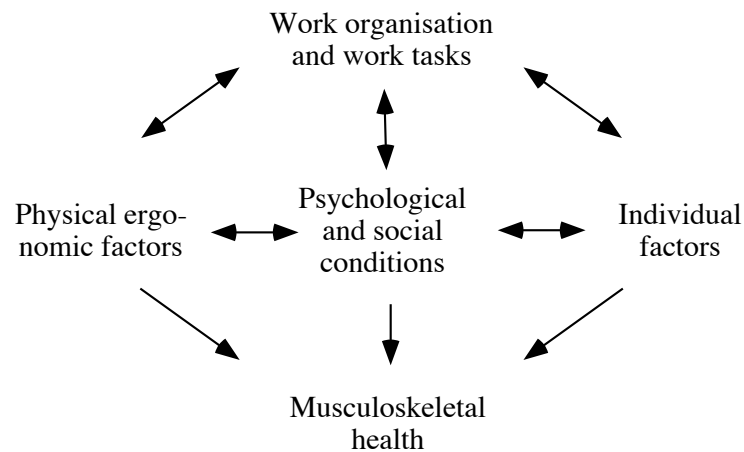 Work organisation
and work tasks
Physical ergo-
nomic factors
Psychological
and social
conditions
Individual
factors
Musculoskeletal
health